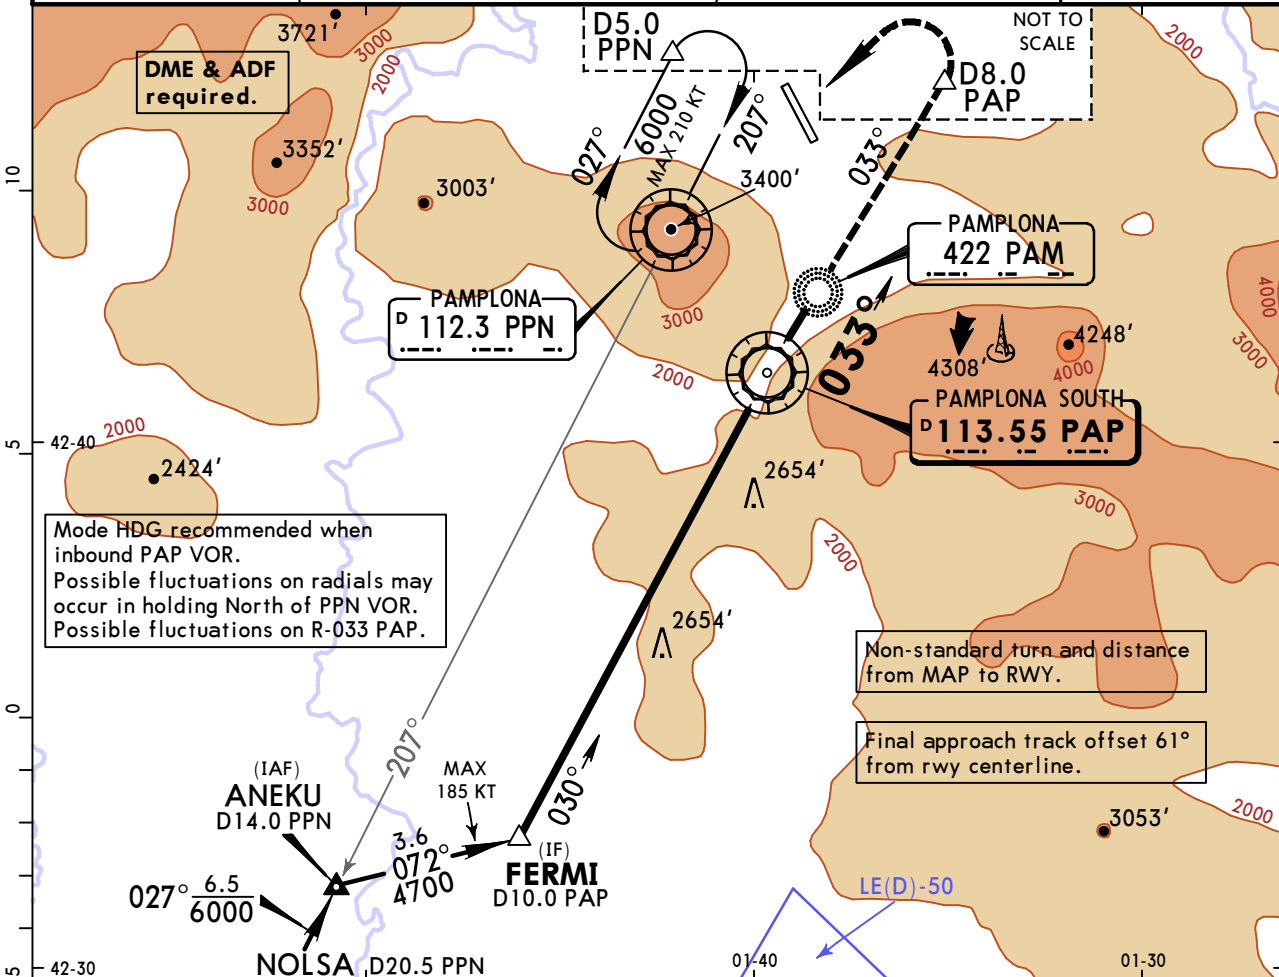 3721'
3000
2000
DME & ADF
required.
D5.0
PPN
NOT TO
SCALE
2000
D8.0
PAP
027°
6000
MAX 210 KT
207°
033°
3352'
3000
3003'
3400'
10
PAMPLONA
422 PAM
PAMPLONA
D 112.3 PPN
3000
2000
033°
4308'
4248'
4000
4000
3000
PAMPLONA SOUTH
D 113.55 PAP
2000
5
42-40
2424'
2654'
3000
2000
Mode HDG recommended when
inbound PAP VOR.
Possible fluctuations on radials may
occur in holding North of PPN VOR.
Possible fluctuations on R-033 PAP.
2654'
Non-standard turn and distance
from MAP to RWY.
0
Final approach track offset 61°
from rwy centerline.
207°
(IAF)
ANEKU
D14.0 PPN
MAX
185 KT
030°
3.6
072°
4700
(IF)
FERMI
D10.0 PAP
2000
3053'
027° 6.5
6000
LE(D)-50
NOLSA D20.5 PPN
5
42-30
01-40
01-30